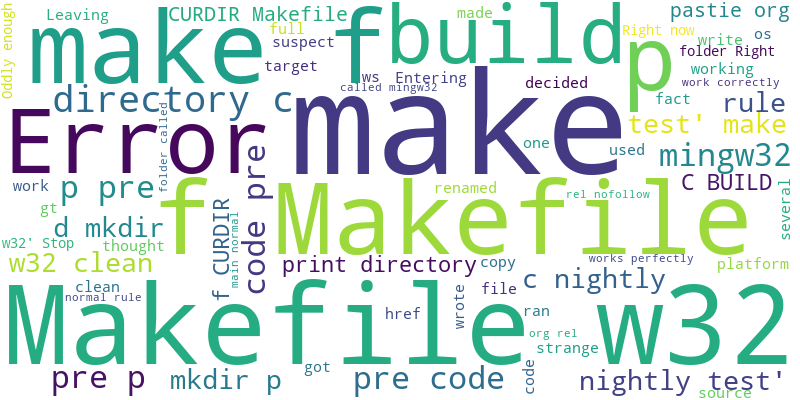 Oddly enough
Leaving
CURDIR Makefile
full
suspect
target
make f
build
made
pastie org
Right now
os
write
folder Right
working
work correctly
p
ws Entering
called mingw32
decided
directory c
make
fact
rule
Error
folder called
code pre
test' make
one
used
mingw32
work
p pre
C BUILD
gt
f
Makefile
renamed
rel nofollow
several
d mkdir
f CURDIR
main normal
w32' Stop
thought
works perfectly
w32 clean
print directory
copy
platform
clean
c nightly
normal rule
file
wrote
ran
Makefile
href
w32
org rel
strange
got
code
pre p
mkdir p
pre code
nightly test'
source